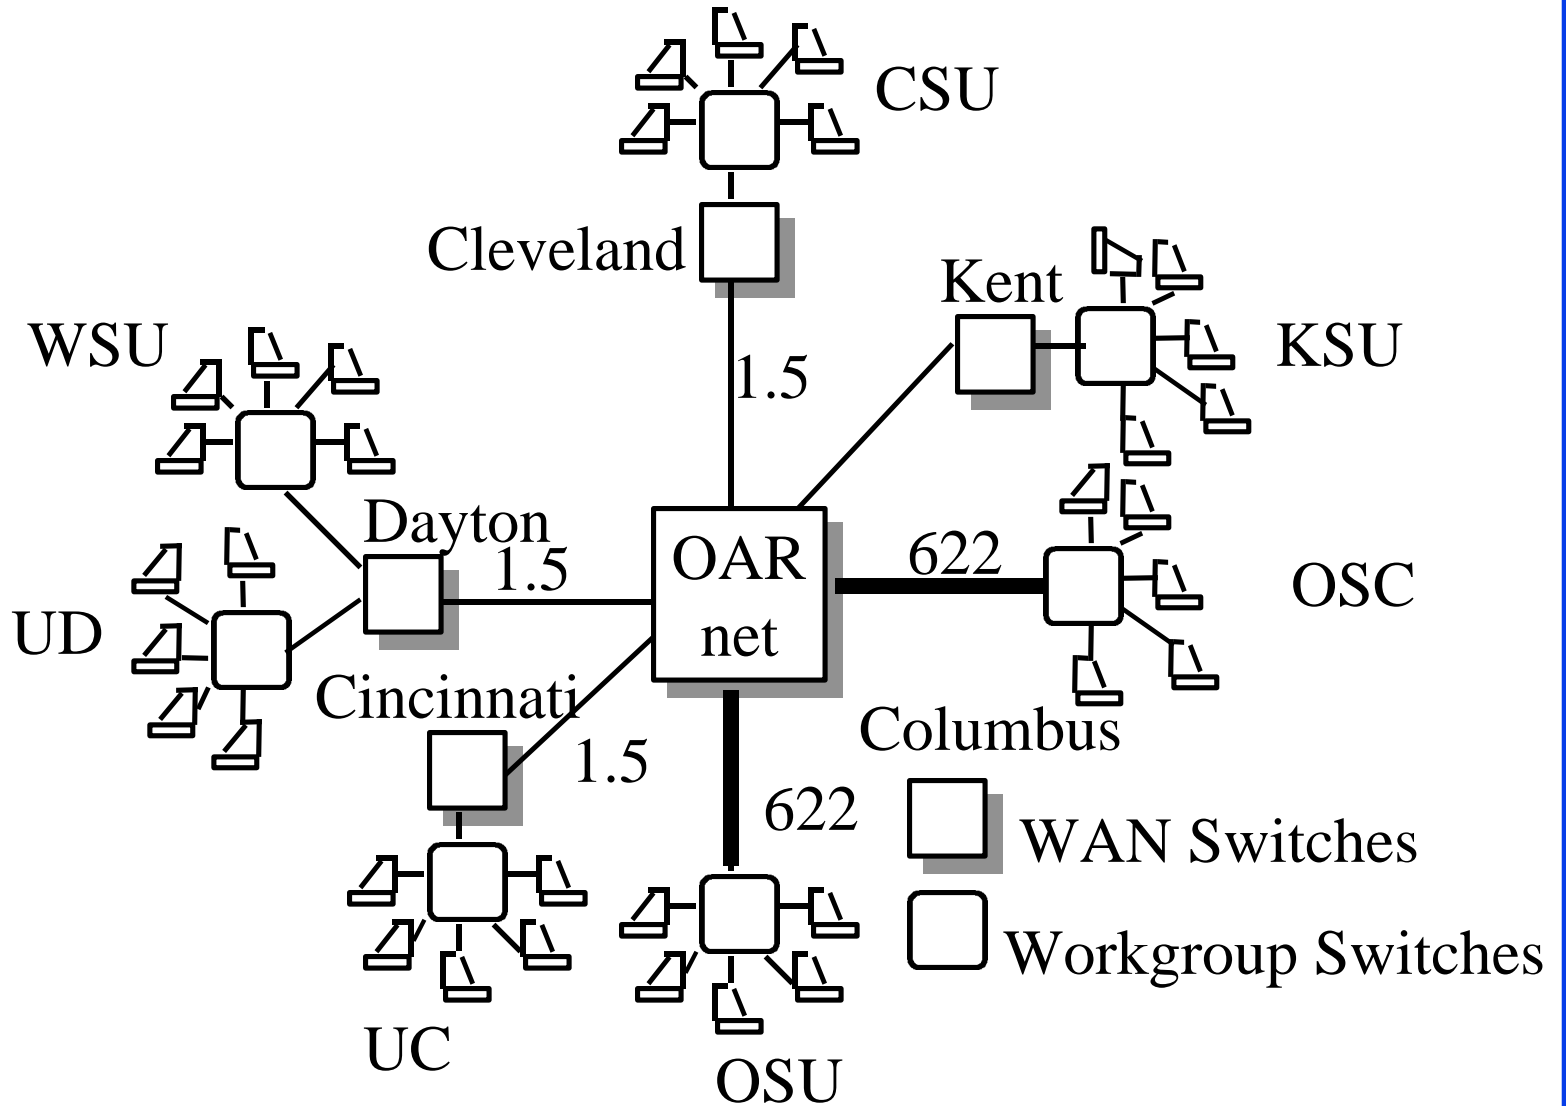 CSU
Cleveland
Kent
WSU
KSU
1.5
Dayton
1.5
OAR
net
622
OSC
UD
Cincinnati
Columbus
1.5
622
WAN Switches
Workgroup Switches
UC
OSU